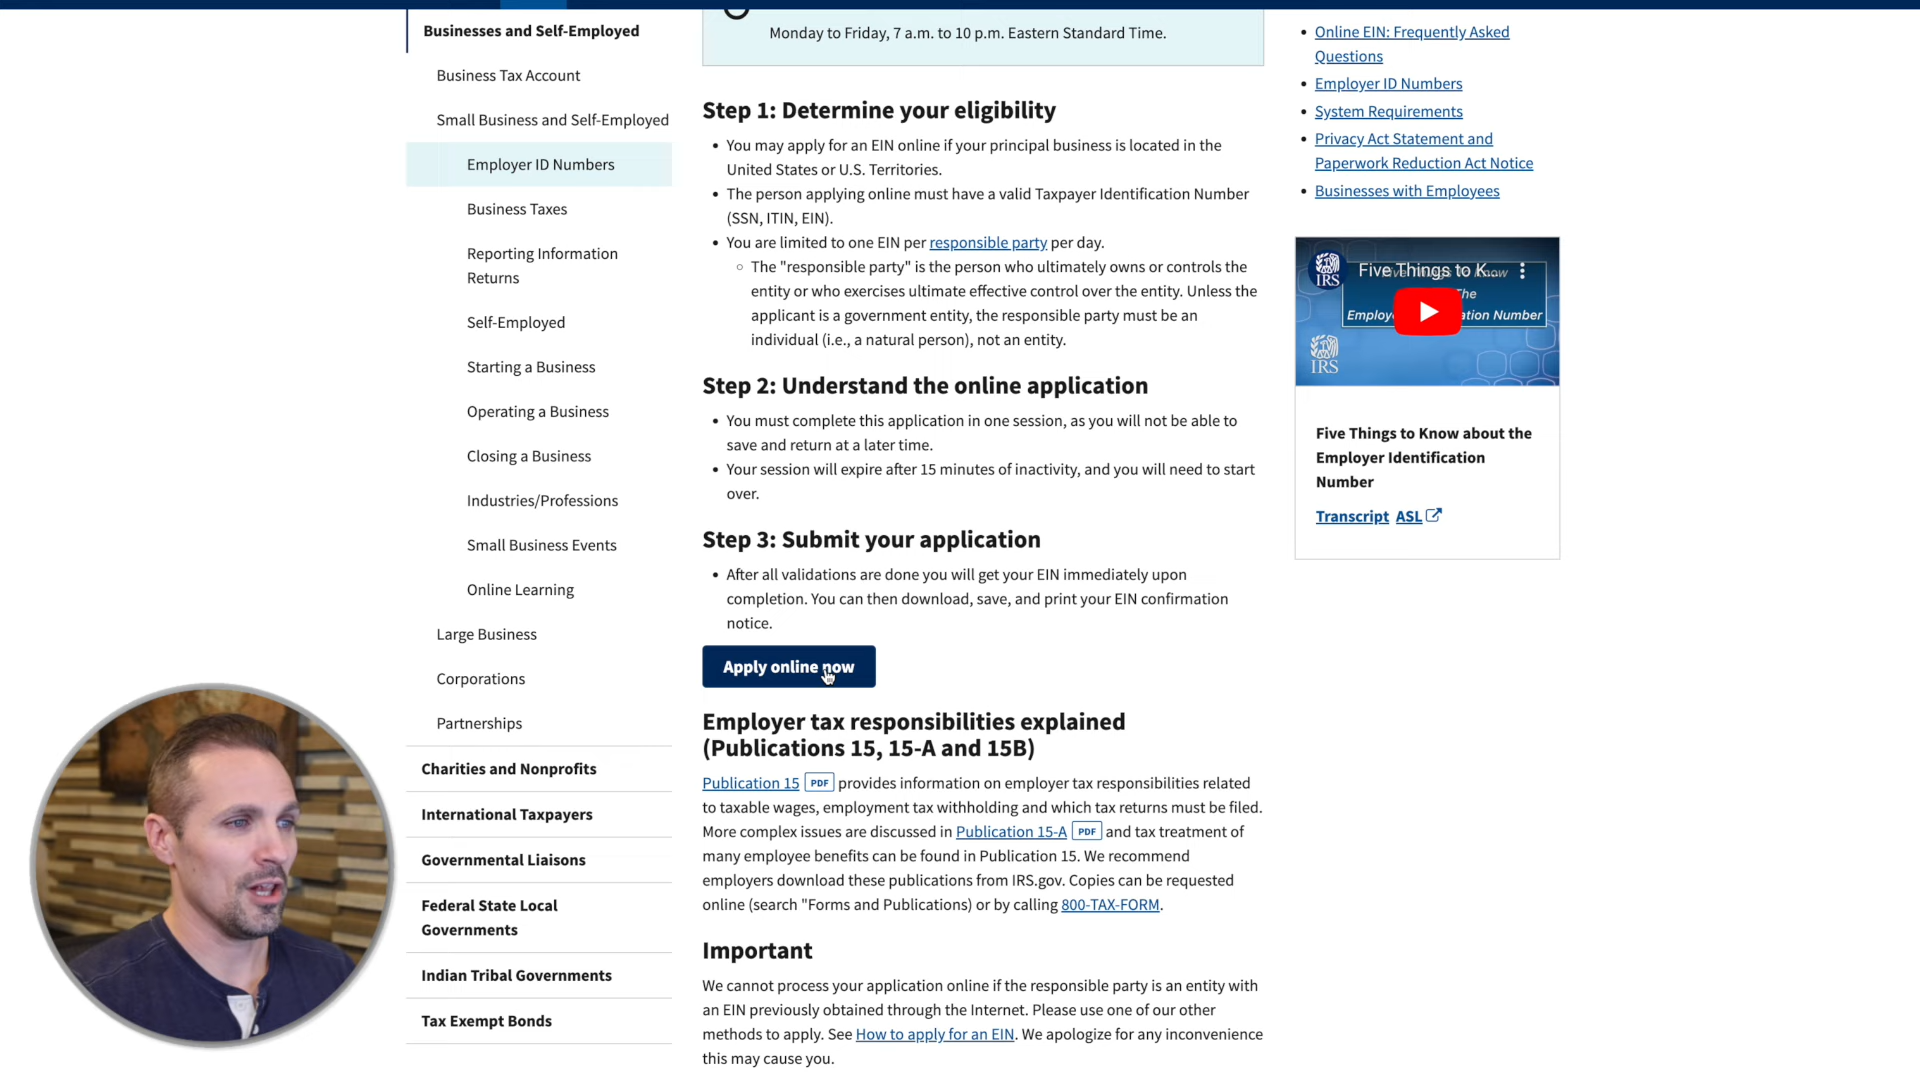 Businesses and Self-Employed
Business Tax Account
Small Business and Self-Employed
Employer ID Numbers
Business Taxes
Reporting Information
Returns
Self-Employed
Starting a Business
Operating a Business
Closing a Business
Industries/Professions
Small Business Events
Online Learning
Large Business
Corporations
Partnerships
Charities and Nonprofits
International Taxpayers
Governmental Liaisons
Federal State Local
Governments
Indian Tribal Governments
Tax Exempt Bonds
Monday to Friday, 7 a.m. to 10 p.m. Eastern Standard Time.
Step 1: Determine your eligibility
• You may apply for an EIN online if your principal business is located in the
United States or U.S. Territories.
• The person applying online must have a valid Taxpayer Identification Number
(SSN, ITIN, EIN).
• You are limited to one EIN per responsible party per day.
○ The "responsible party" is the person who ultimately owns or controls the
entity or who exercises ultimate effective control over the entity. Unless the
applicant is a government entity, the responsible party must be an
individual (i.e., a natural person), not an entity.
Step 2: Understand the online application
• You must complete this application in one session, as you will not be able to
save and return at a later time.
• Your session will expire after 15 minutes of inactivity, and you will need to start
over.
Step 3: Submit your application
• After all validations are done you will get your EIN immediately upon
completion. You can then download, save, and print your EIN confirmation
notice.
Apply online now
Employer tax responsibilities explained
(Publications 15, 15-A and 15B)
Publication 15 PDF provides information on employer tax responsibilities related
to taxable wages, employment tax withholding and which tax returns must be filed.
More complex issues are discussed in Publication 15-A PDF and tax treatment of
many employee benefits can be found in Publication 15. We recommend
employers download these publications from IRS.gov. Copies can be requested
online (search "Forms and Publications) or by calling 800-TAX-FORM.
Important
We cannot process your application online if the responsible party is an entity with
an EIN previously obtained through the Internet. Please use one of our other
methods to apply. See How to apply for an EIN. We apologize for any inconvenience
this may cause you.
• Online EIN: Frequently Asked
Questions
• Employer ID Numbers
• System Requirements
• Privacy Act Statement and
Paperwork Reduction Act Notice
• Businesses with Employees
IRS
Five Things to K...
Five Things to Know
The
Employ ation Number
IRS
Five Things to Know about the
Employer Identification
Number
Transcript ASL